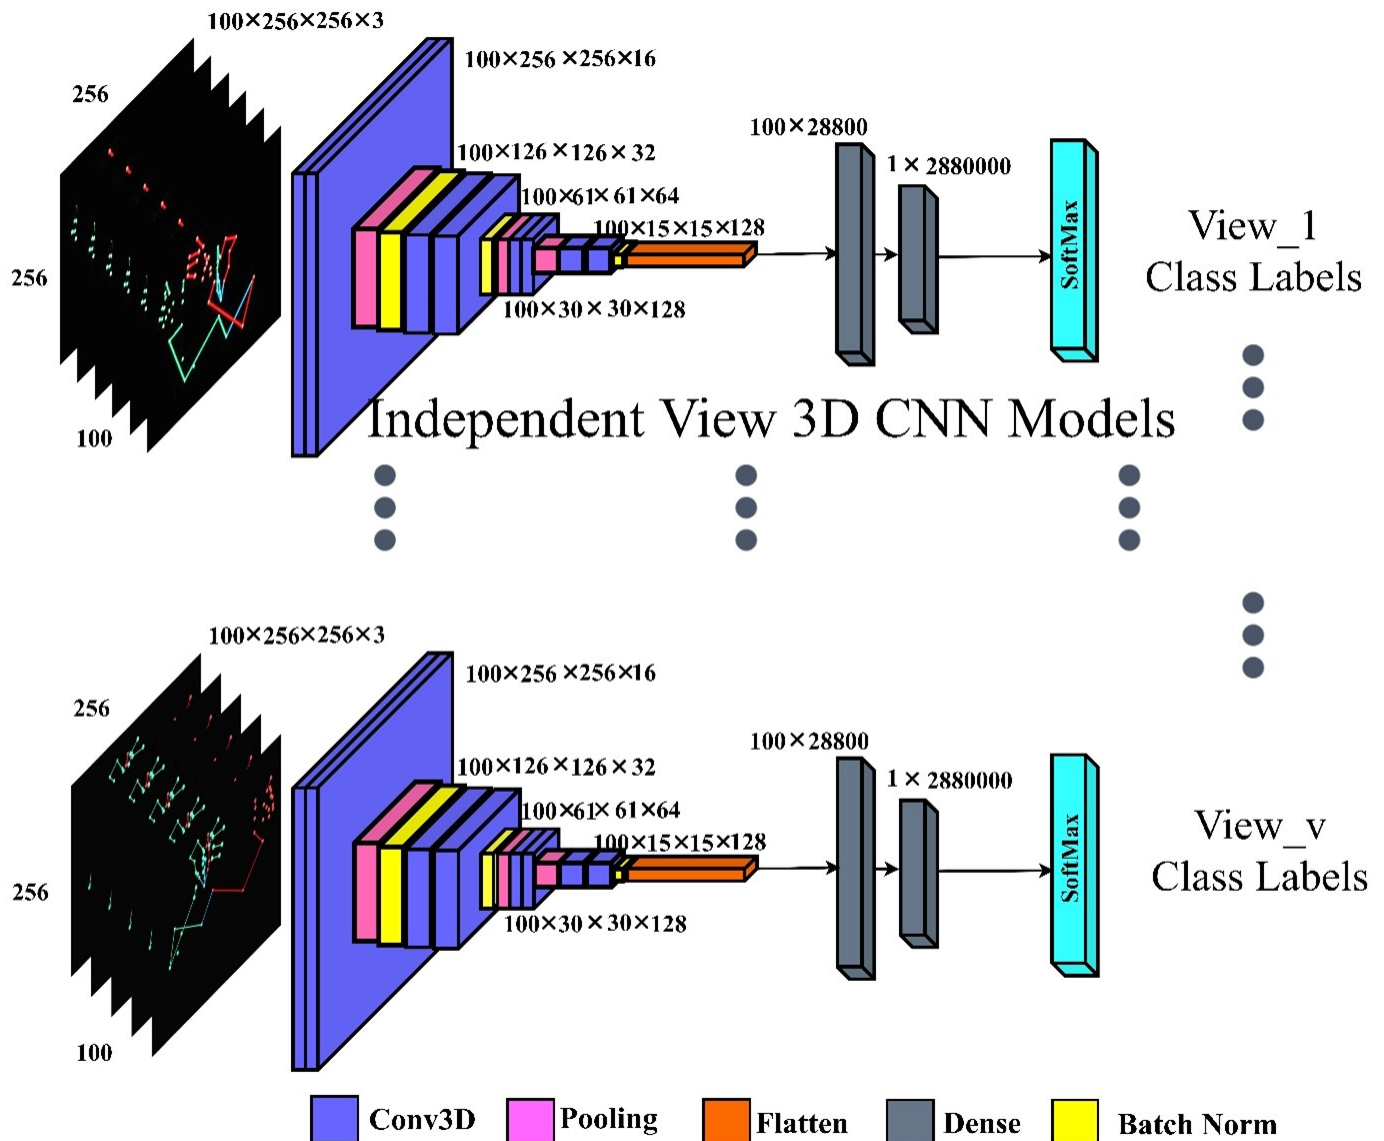 100×256×256×3
256
256
100
100×256 ×256×16
100×126 ×126×32
100×61× 61×64
100×15×15×128
100×30 ×30×128
100×28800
1 × 2880000
SoftMax
View_1
Class Labels
Independent View 3D CNN Models
100×256×256×3
256
256
100
100×256 ×256×16
100×126 ×126×32
100×61× 61×64
100×15×15×128
100×30 ×30×128
100×28800
1 × 2880000
SoftMax
View_v
Class Labels
Conv3D Pooling Flatten Dense Batch Norm